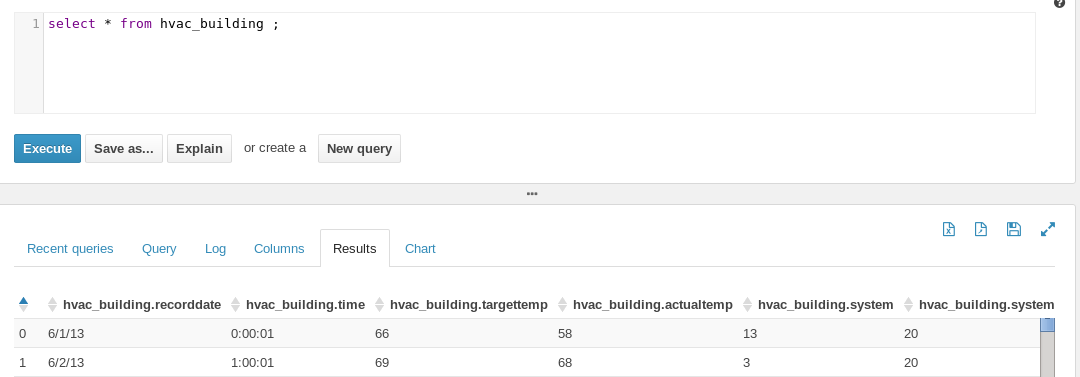 1 select * from hvac_building ;
Execute Save as... Explain or create a New query
Recent queries Query Log Columns Results Chart
hvac_building.recorddate hvac_building.time hvac_building.targettemp hvac_building.actualtemp hvac_building.system hvac_building.system
0 6/1/13 0:00:01 66 58 13 20
1 6/2/13 1:00:01 69 68 3 20